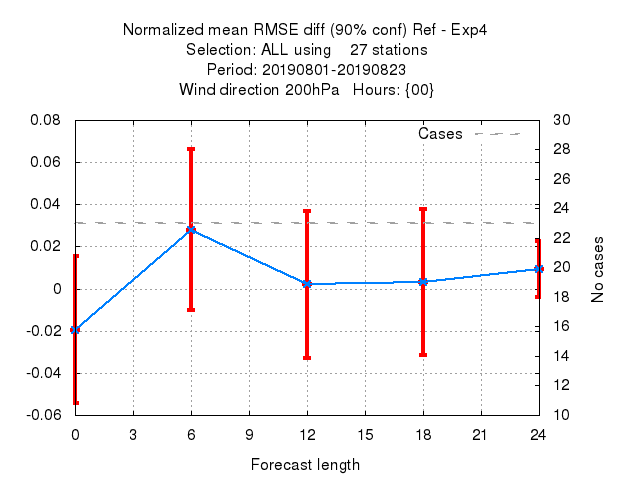 Normalized mean RMSE diff (90% conf) Ref - Exp4
Selection: ALL using    27 stations
Period: 20190801-20190823
Wind direction 200hPa   Hours: {00}
Cases
0.08
0.06
0.04
0.02
0
-0.02
-0.04
-0.06
30
28
26
24
22
20
18
16
14
12
10
No cases
0 3 6 9 12 15 18 21 24
Forecast length